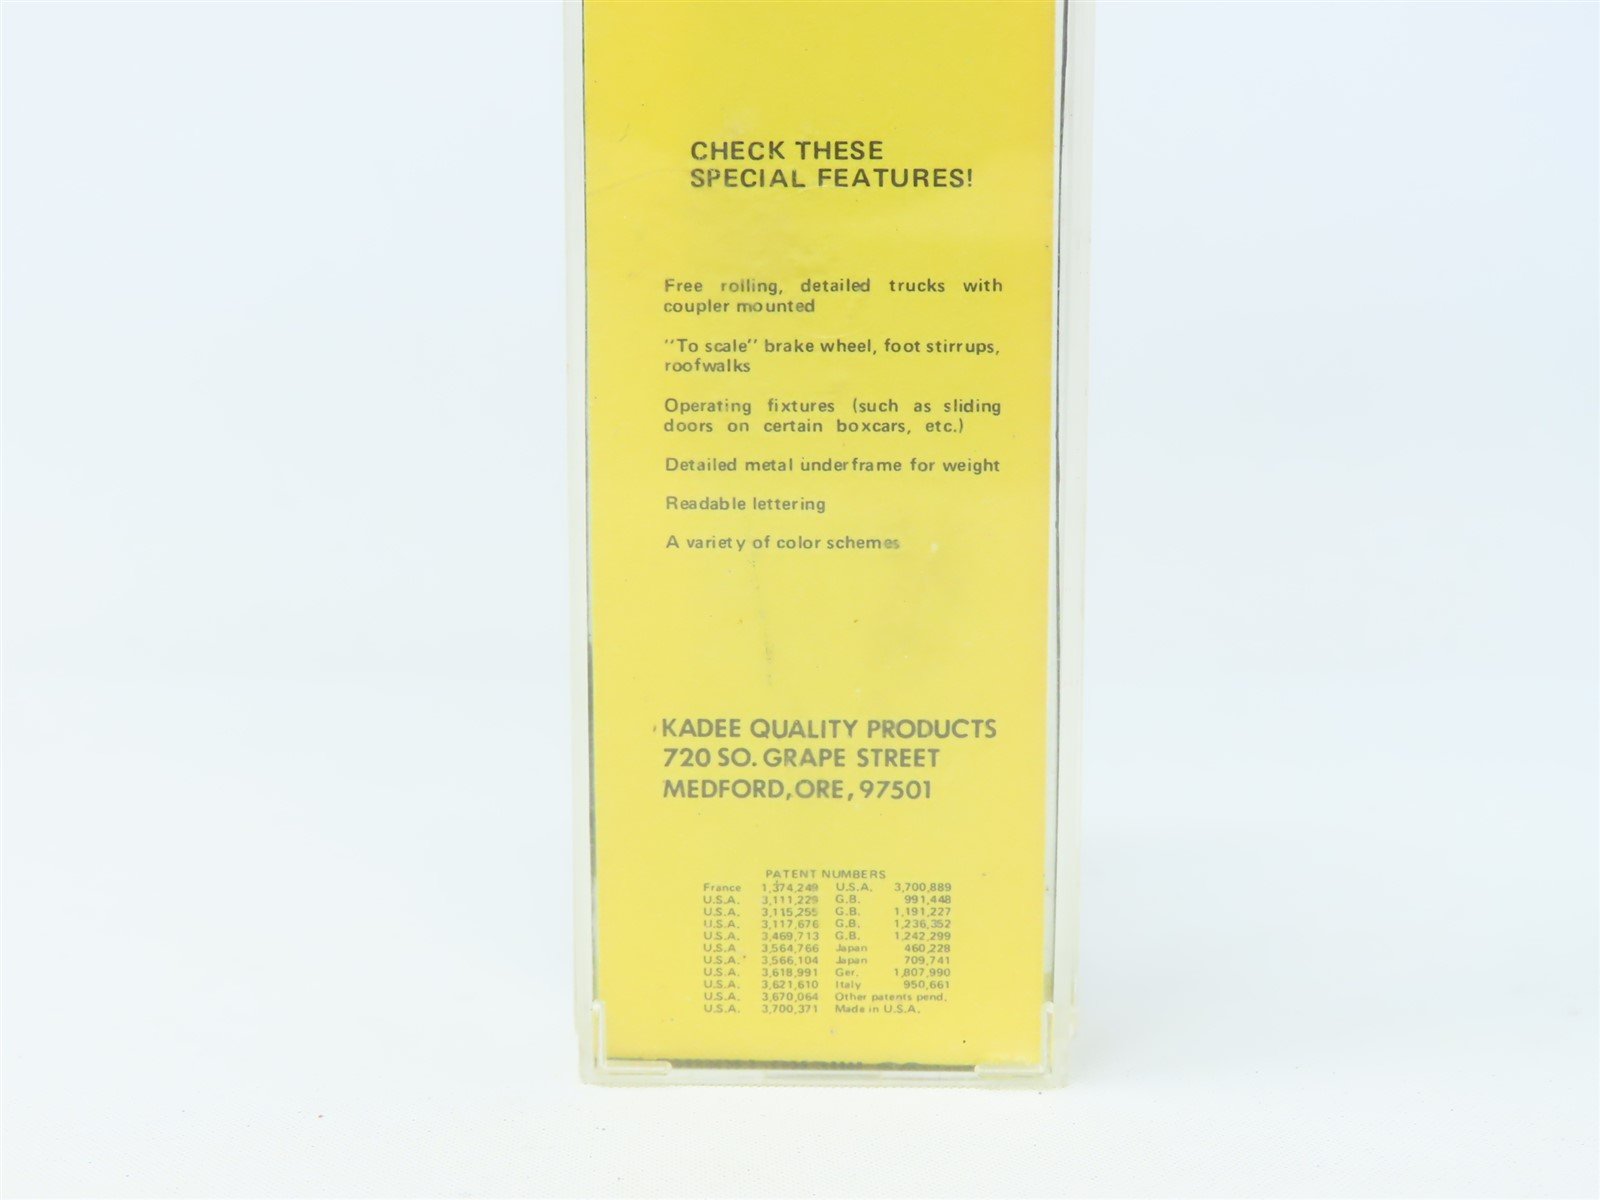 CHECK THESE
SPECIAL FEATURES!
Free rolling, detailed trucks with
coupler mounted
"To scale" brake wheel, foot stirrups,
roofwalks
Operating fixtures (such as sliding
doors on certain boxcars, etc.)
Detailed metal underframe for weight
Readable lettering
A variety of color schemes
KADEE QUALITY PRODUCTS
720 SO. GRAPE STREET
MEDFORD, ORE, 97501
PATENT NUMBERS
France 1,374,249 U.S.A. 3,700,889
U.S.A. 3,111,229 G.B. 991,448
U.S.A. 3,115,255 G.B. 1,191,227
U.S.A. 3,117,676 G.B. 1,236,352
U.S.A. 3,469,713 G.B. 1,242,299
U.S.A 3,564,766 Japan 460,228
U.S.A. 3,566,104 Japan 709,741
U.S.A. 3,618,991 Ger. 1,807,990
U.S.A. 3,621,610 Italy 950,661
U.S.A. 3,670,064 Other patents pend.
U.S.A. 3,700,371 Made in U.S.A.